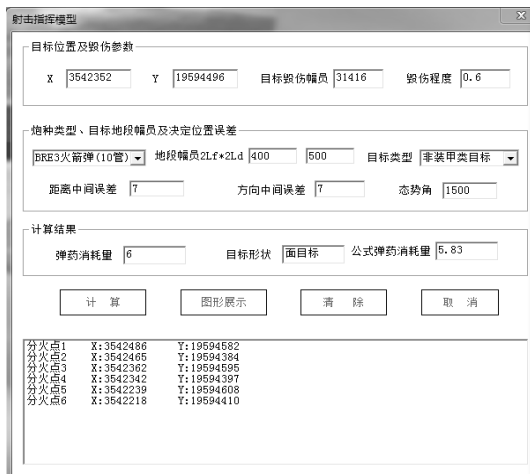 射击指挥模型
目标位置及毁伤参数
X 3542352 Y 19594496 目标毁伤幅员 31416 毁伤程度 0.6
炮种类型、目标地段幅员及决定位置误差
BRE3火箭弹(10管) 地段幅员2Lf*2Ld 400 500 目标类型 非装甲类目标
距离中间误差 7 方向中间误差 7 态势角 1500
计算结果
弹药消耗量 6 目标形状 面目标 公式弹药消耗量 5.83
计 算 图形展示 清 除 取 消
分火点1 X:3542486 Y:19594582
分火点2 X:3542465 Y:19594384
分火点3 X:3542362 Y:19594595
分火点4 X:3542342 Y:19594397
分火点5 X:3542239 Y:19594608
分火点6 X:3542218 Y:19594410